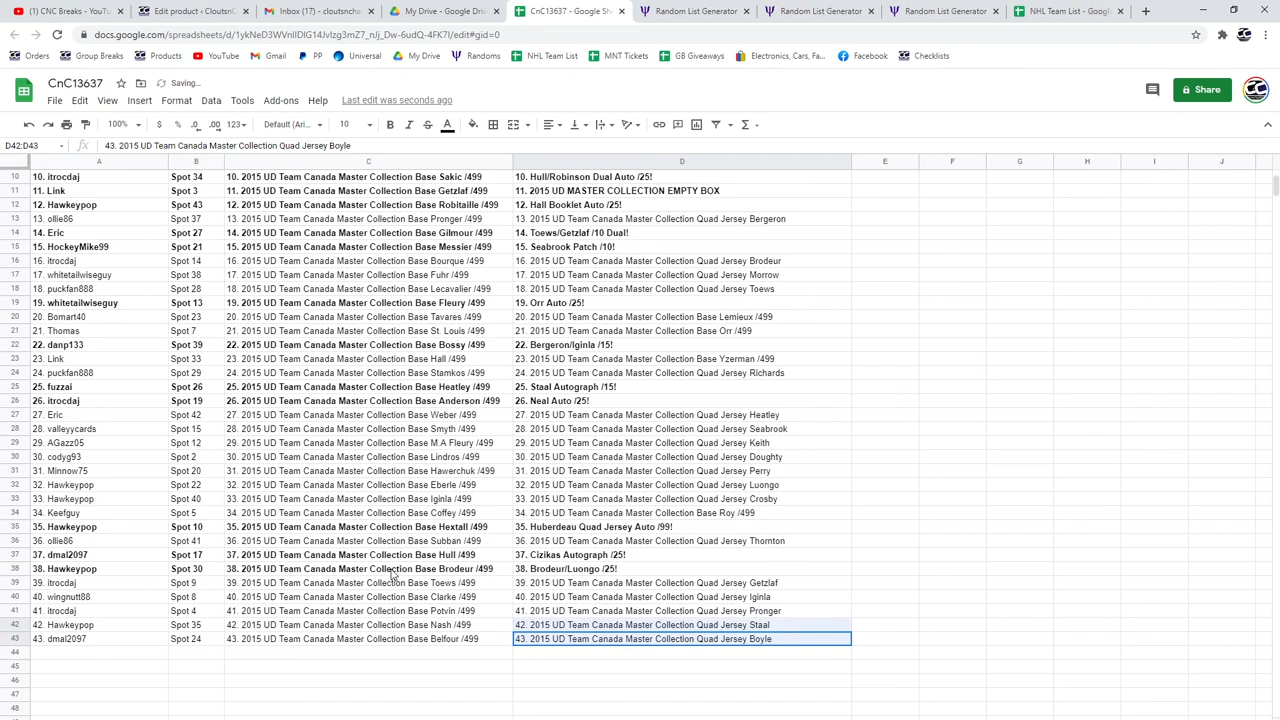 (1) CNC Breaks - YouTu
Edit product ‹ CloutsnC
Inbox (17) - cloutsnchar
My Drive - Google Drive
CnC13637 - Google Sheets
Random List Generator
Random List Generator
Random List Generator
NHL Team List - Google
docs.google.com/spreadsheets/d/
Orders Group Breaks Products YouTube Gmail PP Universal My Drive Randoms NHL Team List MNT Tickets GB Giveaways Electronics, Cars, Fa... Facebook Checklists
CnC13637 Saving...
File Edit View Insert Format Data Tools Add-ons Help Last edit was seconds ago
Share
100% $ % .0 .00 123 Default (Ari... 10 B I S A
D42:D43 fx 43. 2015 UD Team Canada Master Collection Quad Jersey Boyle
A B C D E F G H I J
10 10. itrocdaj Spot 34 10. 2015 UD Team Canada Master Collection Base Sakic /499 10. Hull/Robinson Dual Auto /25!
11 11. Link Spot 3 11. 2015 UD Team Canada Master Collection Base Getzlaf /499 11. 2015 UD MASTER COLLECTION EMPTY BOX
12 12. Hawkeypop Spot 43 12. 2015 UD Team Canada Master Collection Base Robitaille /499 12. Hall Booklet Auto /25!
13 13. ollie86 Spot 37 13. 2015 UD Team Canada Master Collection Base Pronger /499 13. 2015 UD Team Canada Master Collection Quad Jersey Bergeron
14 14. Eric Spot 27 14. 2015 UD Team Canada Master Collection Base Gilmour /499 14. Toews/Getzlaf /10 Dual!
15 15. HockeyMike99 Spot 21 15. 2015 UD Team Canada Master Collection Base Messier /499 15. Seabrook Patch /10!
16 16. itrocdaj Spot 14 16. 2015 UD Team Canada Master Collection Base Bourque /499 16. 2015 UD Team Canada Master Collection Quad Jersey Brodeur
17 17. whitetailwiseguy Spot 38 17. 2015 UD Team Canada Master Collection Base Fuhr /499 17. 2015 UD Team Canada Master Collection Quad Jersey Morrow
18 18. puckfan888 Spot 28 18. 2015 UD Team Canada Master Collection Base Lecavalier /499 18. 2015 UD Team Canada Master Collection Quad Jersey Toews
19 19. whitetailwiseguy Spot 13 19. 2015 UD Team Canada Master Collection Base Fleury /499 19. Orr Auto /25!
20 20. Bomart40 Spot 23 20. 2015 UD Team Canada Master Collection Base Tavares /499 20. 2015 UD Team Canada Master Collection Base Lemieux /499
21 21. Thomas Spot 7 21. 2015 UD Team Canada Master Collection Base St. Louis /499 21. 2015 UD Team Canada Master Collection Base Orr /499
22 22. danp133 Spot 39 22. 2015 UD Team Canada Master Collection Base Bossy /499 22. Bergeron/Iginla /15!
23 23. Link Spot 33 23. 2015 UD Team Canada Master Collection Base Hall /499 23. 2015 UD Team Canada Master Collection Base Yzerman /499
24 24. puckfan888 Spot 29 24. 2015 UD Team Canada Master Collection Base Stamkos /499 24. 2015 UD Team Canada Master Collection Quad Jersey Richards
25 25. fuzzai Spot 26 25. 2015 UD Team Canada Master Collection Base Heatley /499 25. Staal Autograph /15!
26 26. itrocdaj Spot 19 26. 2015 UD Team Canada Master Collection Base Anderson /499 26. Neal Auto /25!
27 27. Eric Spot 42 27. 2015 UD Team Canada Master Collection Base Weber /499 27. 2015 UD Team Canada Master Collection Quad Jersey Heatley
28 28. valleyycards Spot 15 28. 2015 UD Team Canada Master Collection Base Smyth /499 28. 2015 UD Team Canada Master Collection Quad Jersey Seabrook
29 29. AGazz05 Spot 12 29. 2015 UD Team Canada Master Collection Base M.A Fleury /499 29. 2015 UD Team Canada Master Collection Quad Jersey Keith
30 30. codyg93 Spot 2 30. 2015 UD Team Canada Master Collection Base Lindros /499 30. 2015 UD Team Canada Master Collection Quad Jersey Doughty
31 31. Minnow75 Spot 20 31. 2015 UD Team Canada Master Collection Base Hawerchuk /499 31. 2015 UD Team Canada Master Collection Quad Jersey Perry
32 32. Hawkeypop Spot 22 32. 2015 UD Team Canada Master Collection Base Eberle /499 32. 2015 UD Team Canada Master Collection Quad Jersey Luongo
33 33. Hawkeypop Spot 40 33. 2015 UD Team Canada Master Collection Base Iginla /499 33. 2015 UD Team Canada Master Collection Quad Jersey Crosby
34 34. Keefguy Spot 5 34. 2015 UD Team Canada Master Collection Base Coffey /499 34. 2015 UD Team Canada Master Collection Base Roy /499
35 35. Hawkeypop Spot 10 35. 2015 UD Team Canada Master Collection Base Hextall /499 35. Huberdeau Quad Jersey Auto /99!
36 36. ollie86 Spot 41 36. 2015 UD Team Canada Master Collection Base Subban /499 36. 2015 UD Team Canada Master Collection Quad Jersey Thornton
37 37. dmal2097 Spot 17 37. 2015 UD Team Canada Master Collection Base Hull /499 37. Cizikas Autograph /25!
38 38. Hawkeypop Spot 30 38. 2015 UD Team Canada Master Collection Base Brodeur /499 38. Brodeur/Luongo /25!
39 39. itrocdaj Spot 9 39. 2015 UD Team Canada Master Collection Base Toews /499 39. 2015 UD Team Canada Master Collection Quad Jersey Getzlaf
40 40. wingnutt88 Spot 8 40. 2015 UD Team Canada Master Collection Base Clarke /499 40. 2015 UD Team Canada Master Collection Quad Jersey Iginla
41 41. itrocdaj Spot 4 41. 2015 UD Team Canada Master Collection Base Potvin /499 41. 2015 UD Team Canada Master Collection Quad Jersey Pronger
42 42. Hawkeypop Spot 35 42. 2015 UD Team Canada Master Collection Base Nash /499 42. 2015 UD Team Canada Master Collection Quad Jersey Staal
43 43. dmal2097 Spot 24 43. 2015 UD Team Canada Master Collection Base Belfour /499 43. 2015 UD Team Canada Master Collection Quad Jersey Boyle
44
45
46
47
48